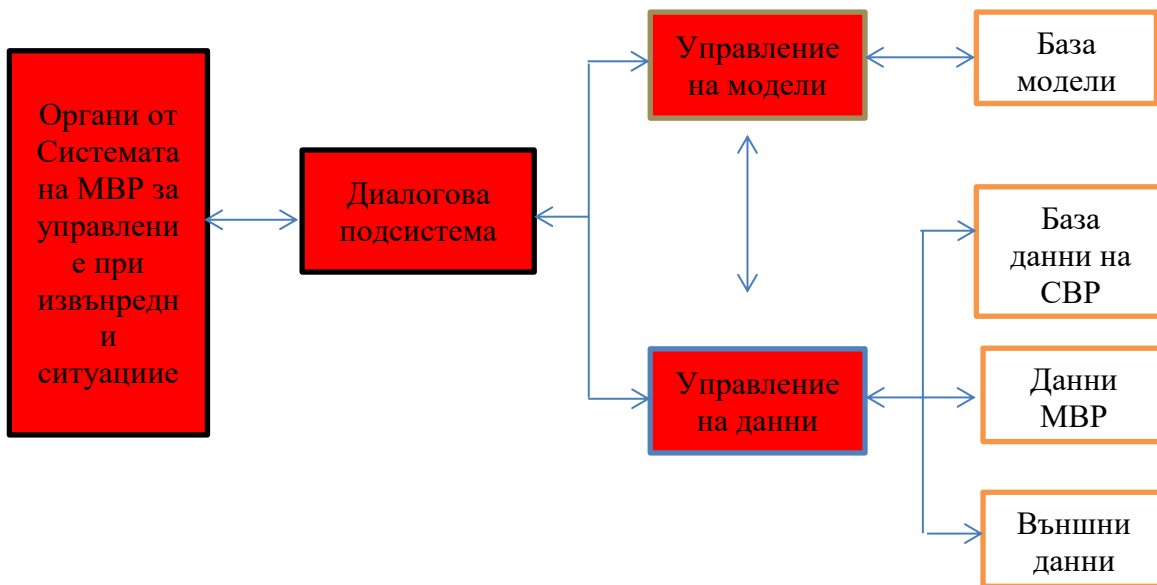 Органи от
Системата
на МВР за
управлени
е при
извънредн
и
ситуациие
Диалогова
подсистема
Управление
на модели
База
модели
Управление
на данни
База
данни на
СВР
Данни
МВР
Външни
данни